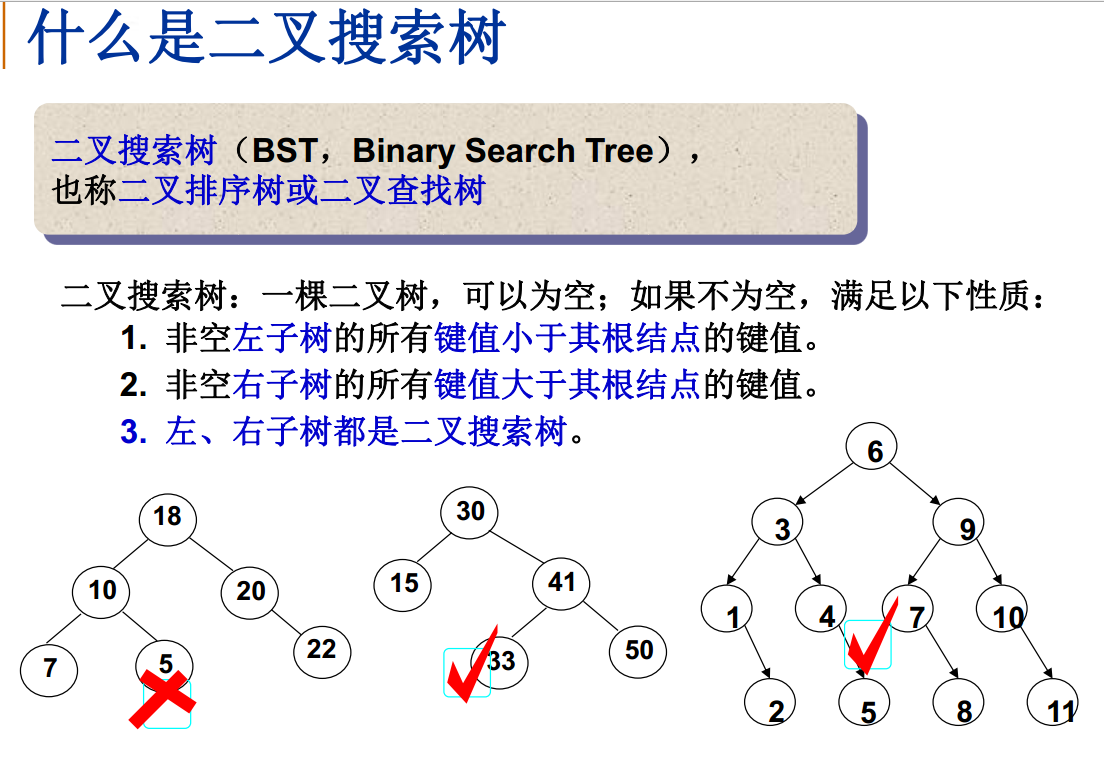 什么是二叉搜索树
二叉搜索树（BST，Binary Search Tree），
也称二叉排序树或二叉查找树
二叉搜索树：一棵二叉树，可以为空；如果不为空，满足以下性质：
1. 非空左子树的所有键值小于其根结点的键值。
2. 非空右子树的所有键值大于其根结点的键值。
3. 左、右子树都是二叉搜索树。
18
10 20
7 5 22
30
15 41
33 50
6
3 9
1 4 7 10
2 5 8 11